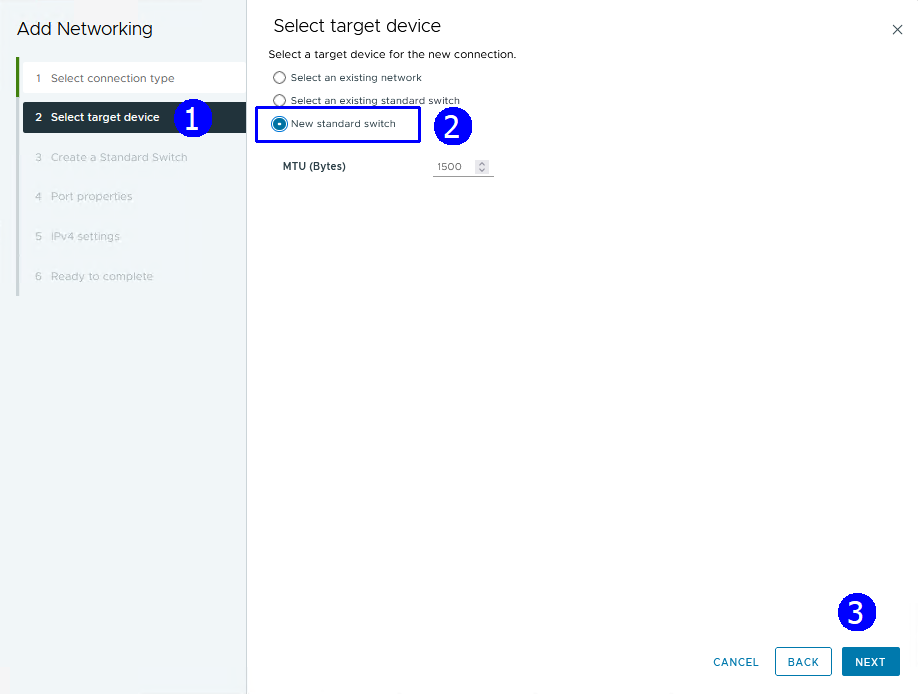 Add Networking
1 Select connection type
2 Select target device
1
3 Create a Standard Switch
4 Port properties
5 IPv4 settings
6 Ready to complete
Select target device
Select a target device for the new connection.
Select an existing network
Select an existing standard switch
New standard switch
2
MTU (Bytes) 1500
3
CANCEL BACK NEXT